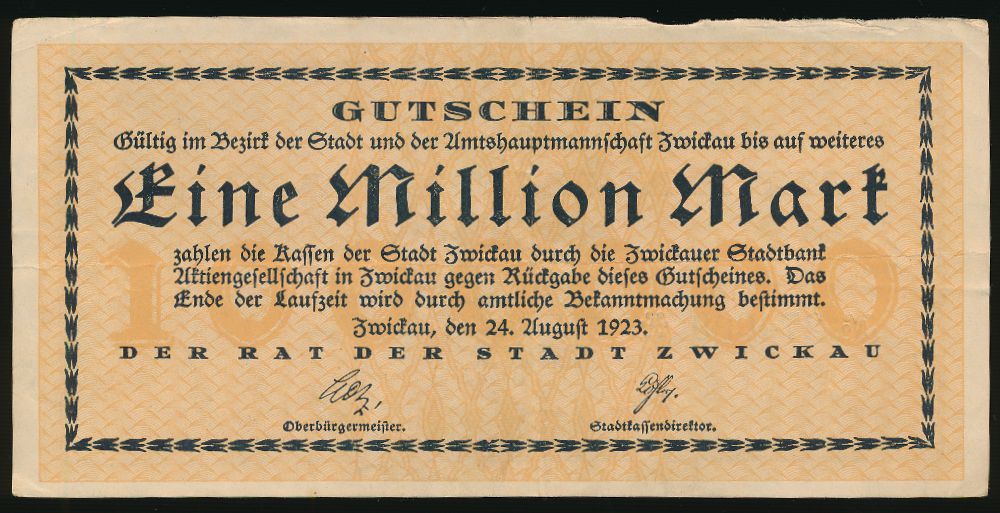 GUTSCHEIN
Gültig im Bezirk der Stadt und der Amtshauptmannschaft Zwickau bis auf weiteres
Eine Million Mark
zahlen die Kassen der Stadt Zwickau durch die Zwickauer Stadtbank
Aktiengesellschaft in Zwickau gegen Rückgabe dieses Gutscheines. Das
Ende der Laufzeit wird durch amtliche Bekanntmachung bestimmt.
Zwickau, den 24. August 1923.
DER RAT DER STADT ZWICKAU
Oberbürgermeister.
Stadtkassendirektor.